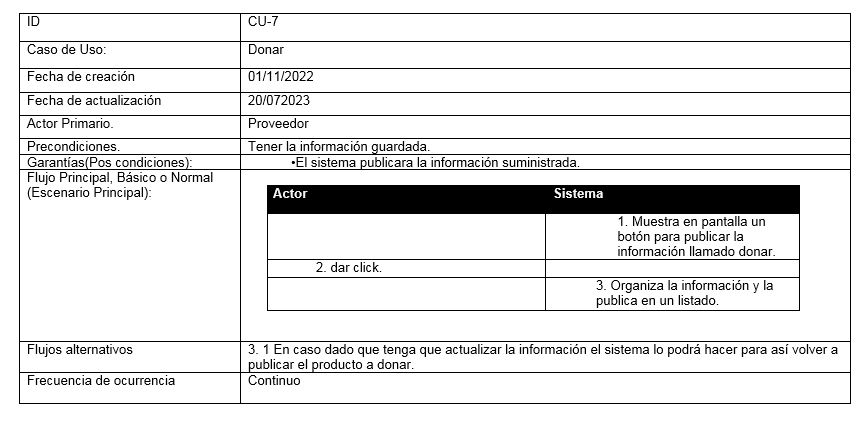 ID CU-7
Caso de Uso: Donar
Fecha de creación 01/11/2022
Fecha de actualización 20/072023
Actor Primario. Proveedor
Precondiciones. Tener la información guardada.
Garantías(Pos condiciones): •El sistema publicara la información suministrada.
Flujo Principal, Básico o Normal
(Escenario Principal):
Actor Sistema
1. Muestra en pantalla un
botón para publicar la
información llamado donar.
2. dar click.
3. Organiza la información y la
publica en un listado.
Flujos alternativos 3. 1 En caso dado que tenga que actualizar la información el sistema lo podrá hacer para así volver a
publicar el producto a donar.
Frecuencia de ocurrencia Continuo